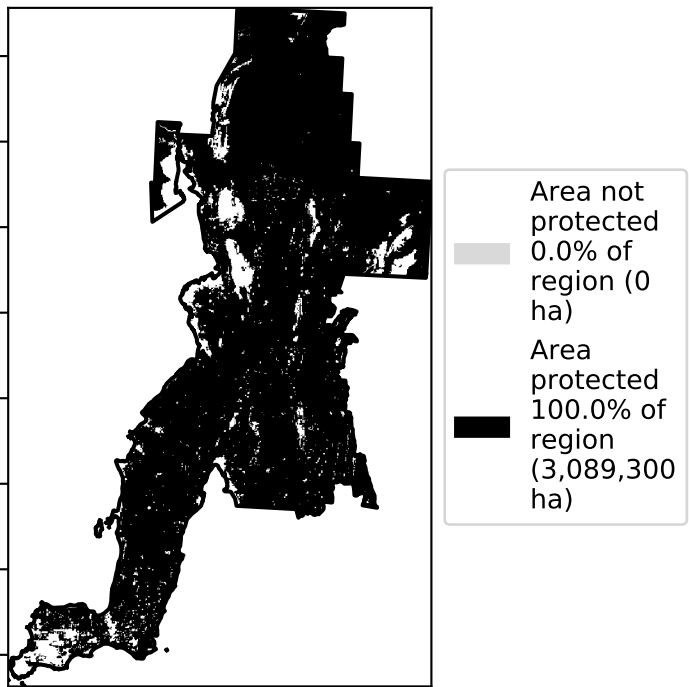 Area not
protected
0.0% of
region (0
ha)
Area
protected
100.0% of
region
(3,089,300
ha)